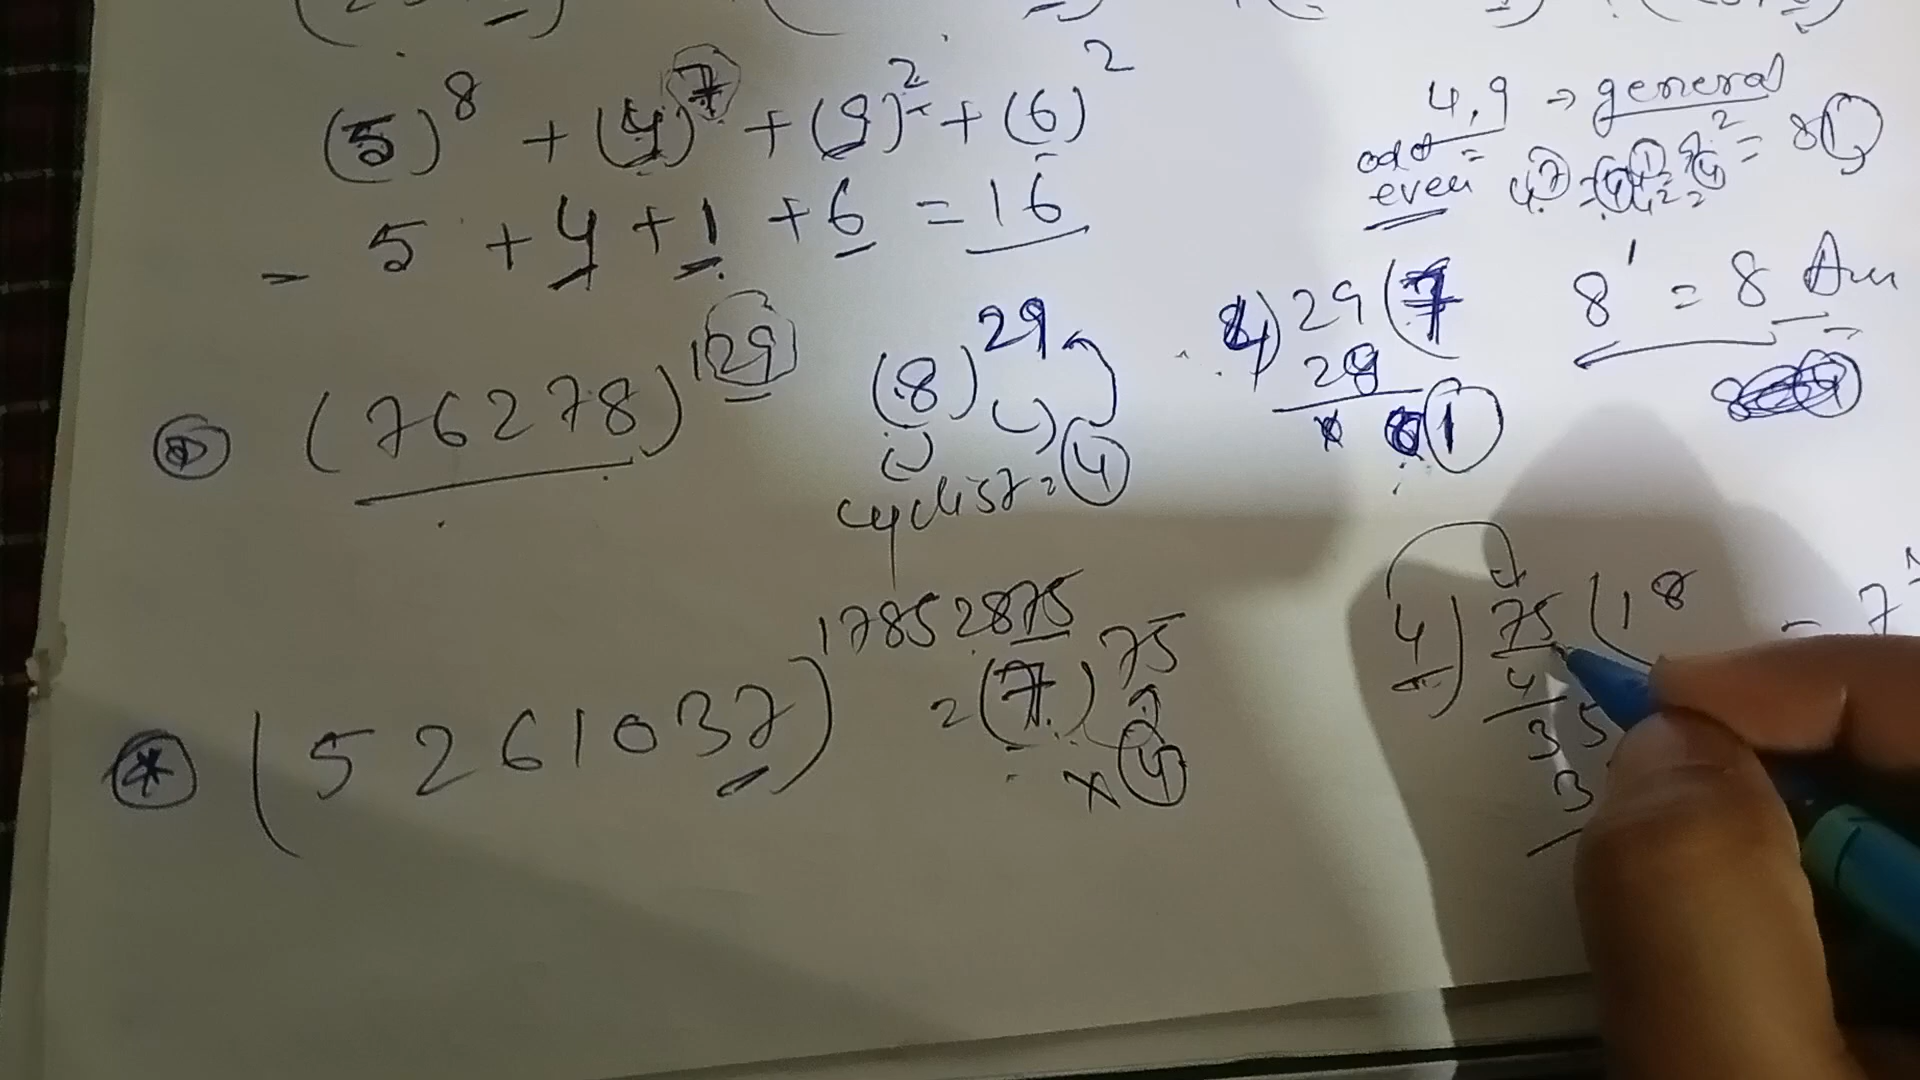 (5)^8 + (4)^7 + (9)^2 + (6)^2
= 5 + 4 + 1 + 6 = 16
4,9 → general
odd =
even
(76278)^129
(8)^29
cyclist = 4
4) 29 (7
28
x 1
8^1 = 8 Ans
(5261037)^17852875
= (7)^75
x 4
4) 75 (18
4
35
3
= 7